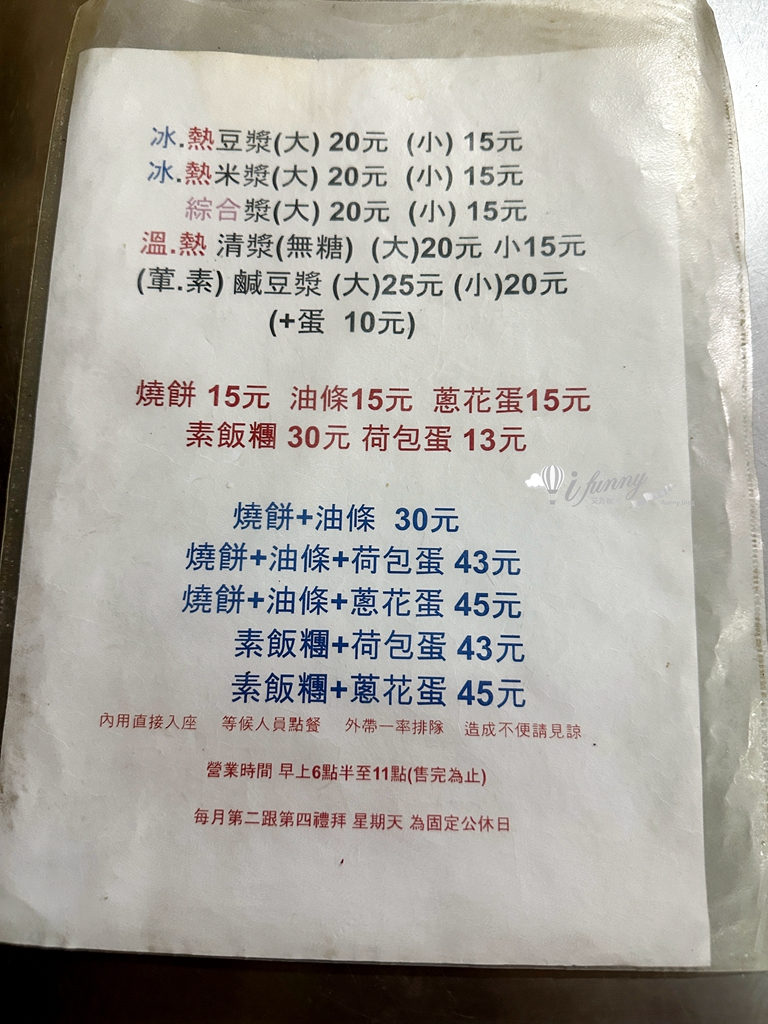 冰.熱豆漿(大) 20元 (小) 15元
冰.熱米漿(大) 20元 (小) 15元
綜合漿(大) 20元 (小) 15元
溫.熱 清漿(無糖) (大)20元 小15元
(葷.素) 鹹豆漿 (大)25元 (小)20元
(+蛋 10元)
燒餅 15元 油條15元 蔥花蛋15元
素飯糰 30元 荷包蛋 13元
i funny
燒餅+油條 30元
燒餅+油條+荷包蛋 43元
燒餅+油條+蔥花蛋 45元
素飯糰+荷包蛋 43元
素飯糰+蔥花蛋 45元
內用直接入座 等候人員點餐 外帶一率排隊 造成不便請見諒
營業時間 早上6點半至11點(售完為止)
每月第二跟第四禮拜 星期天 為固定公休日